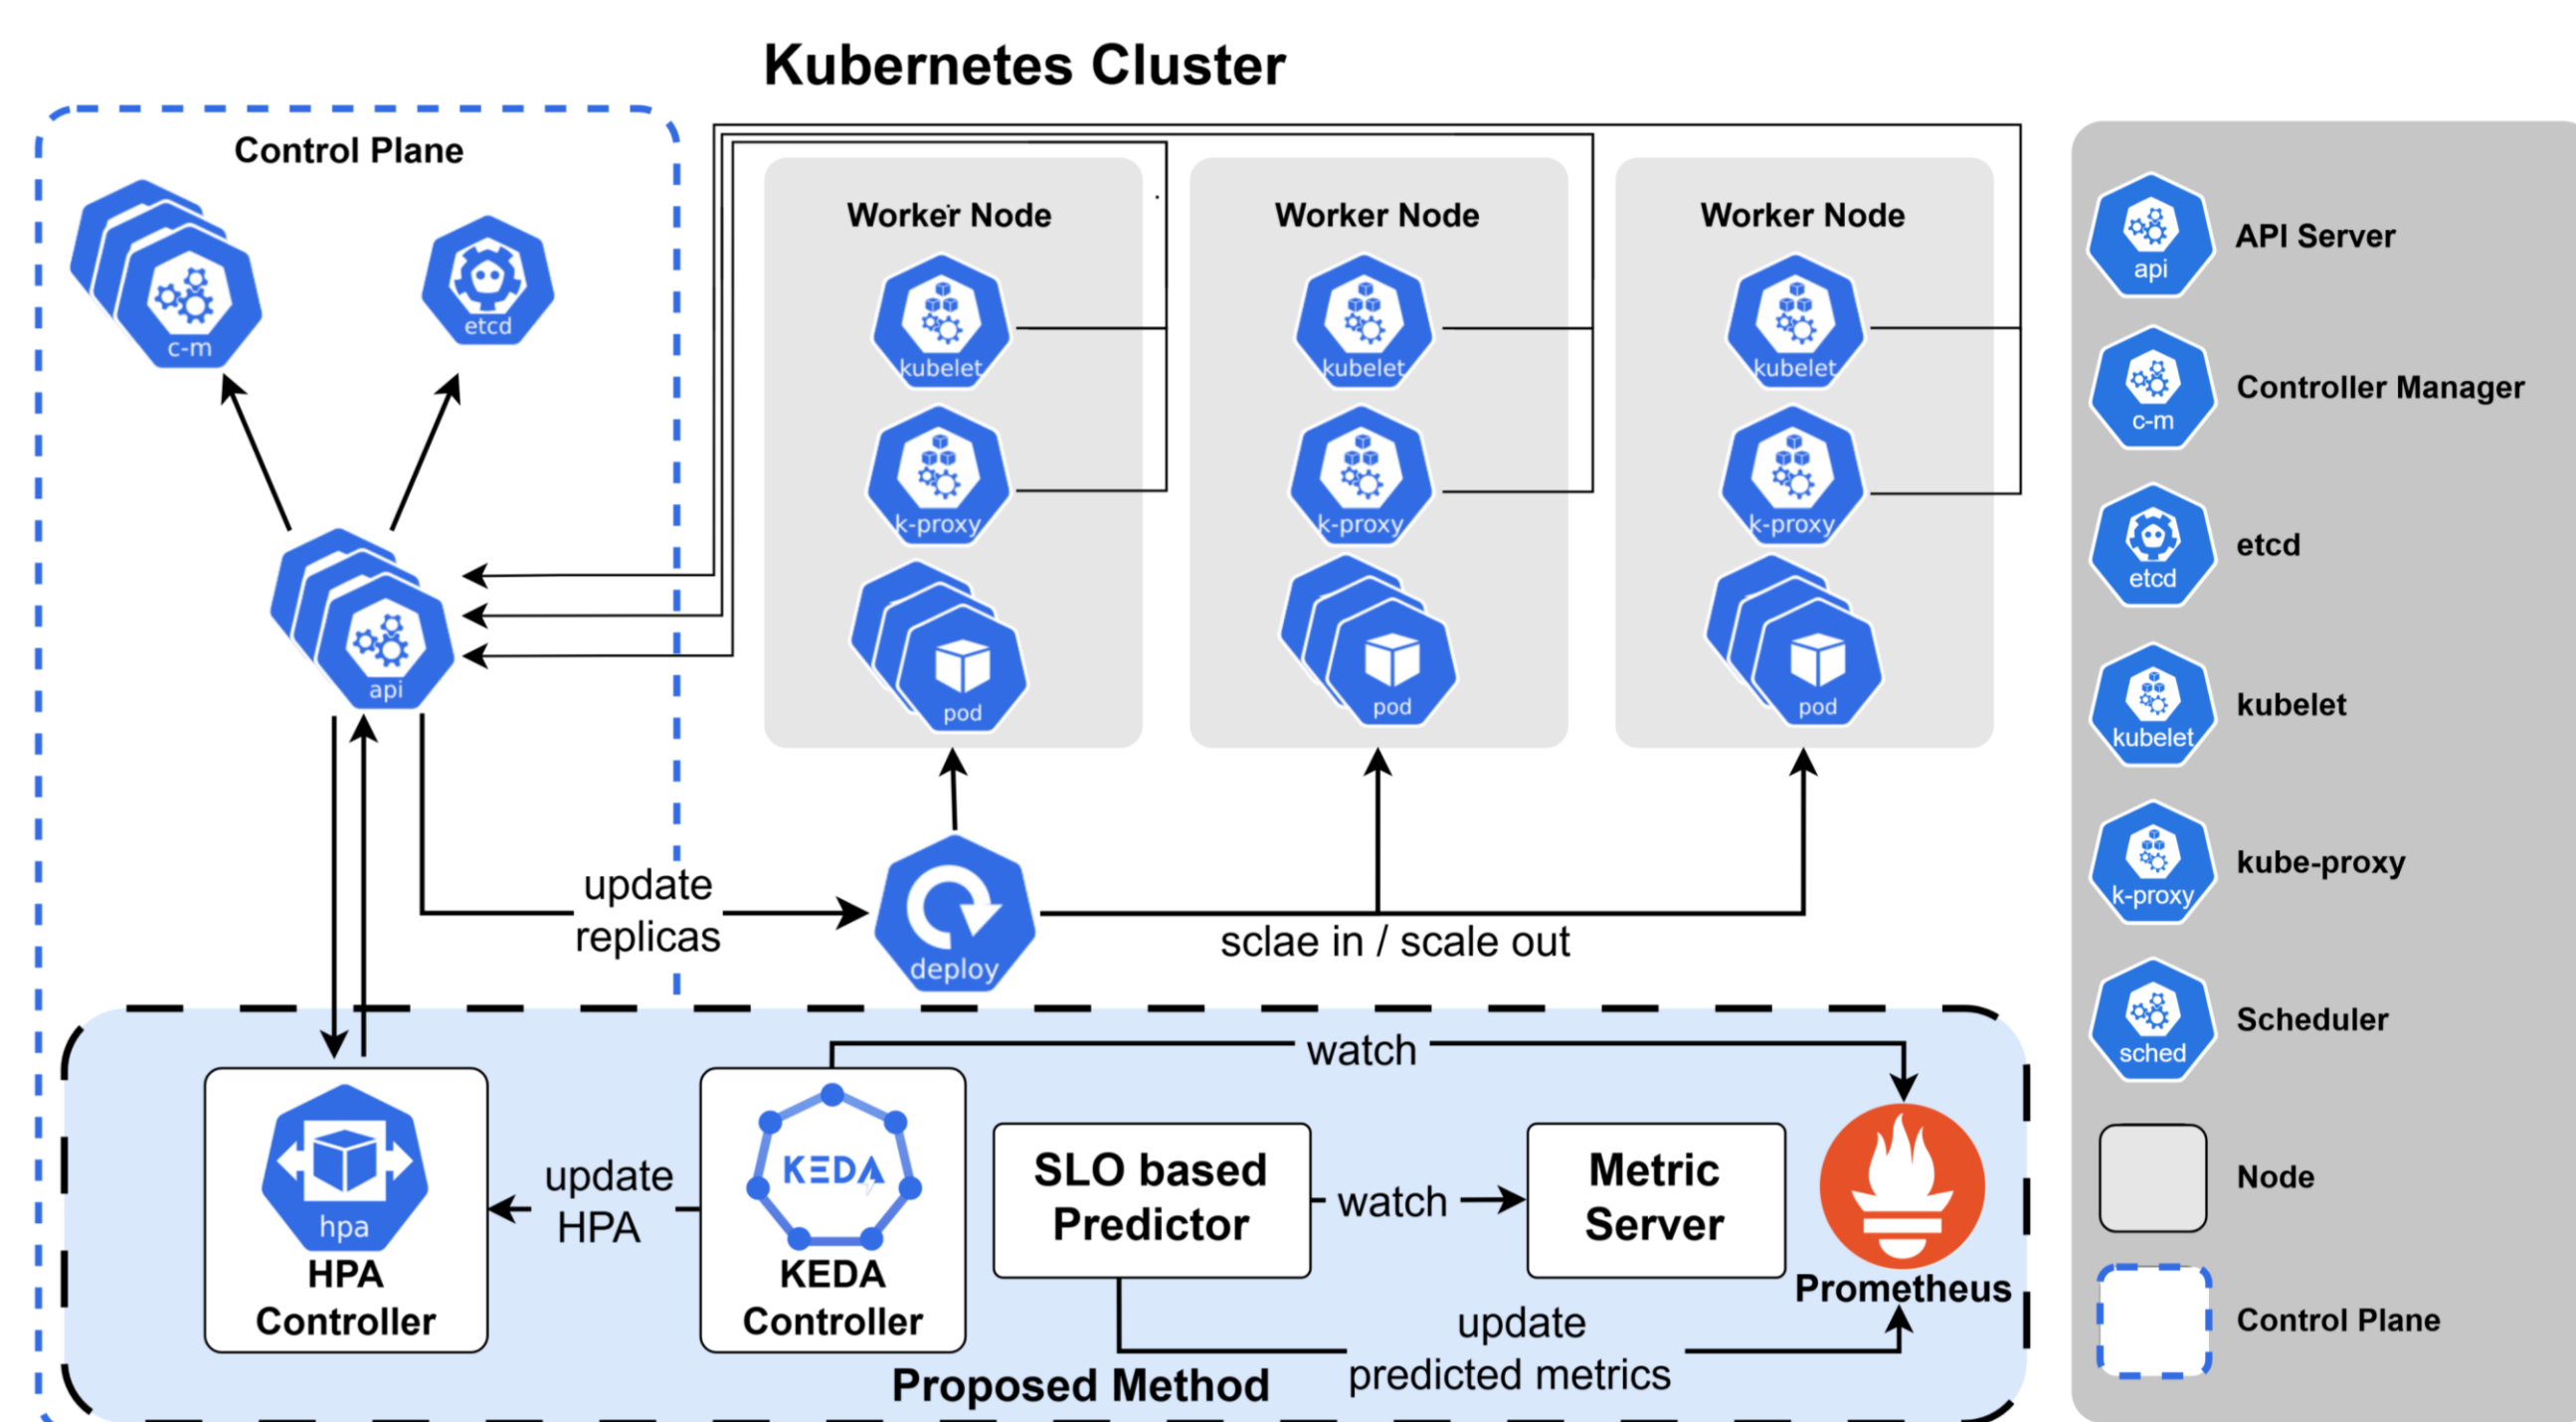 Kubernetes Cluster
Control Plane
c-m
etcd
api
Worker Node
kubelet
k-proxy
pod
Worker Node
kubelet
k-proxy
pod
Worker Node
kubelet
k-proxy
pod
update
replicas
deploy
sclae in / scale out
watch
hpa
HPA
Controller
update
HPA
KEDA
KEDA
Controller
SLO based
Predictor
watch
Metric
Server
Prometheus
update
predicted metrics
Proposed Method
api
API Server
c-m
Controller Manager
etcd
etcd
kubelet
kubelet
k-proxy
kube-proxy
sched
Scheduler
Node
Control Plane